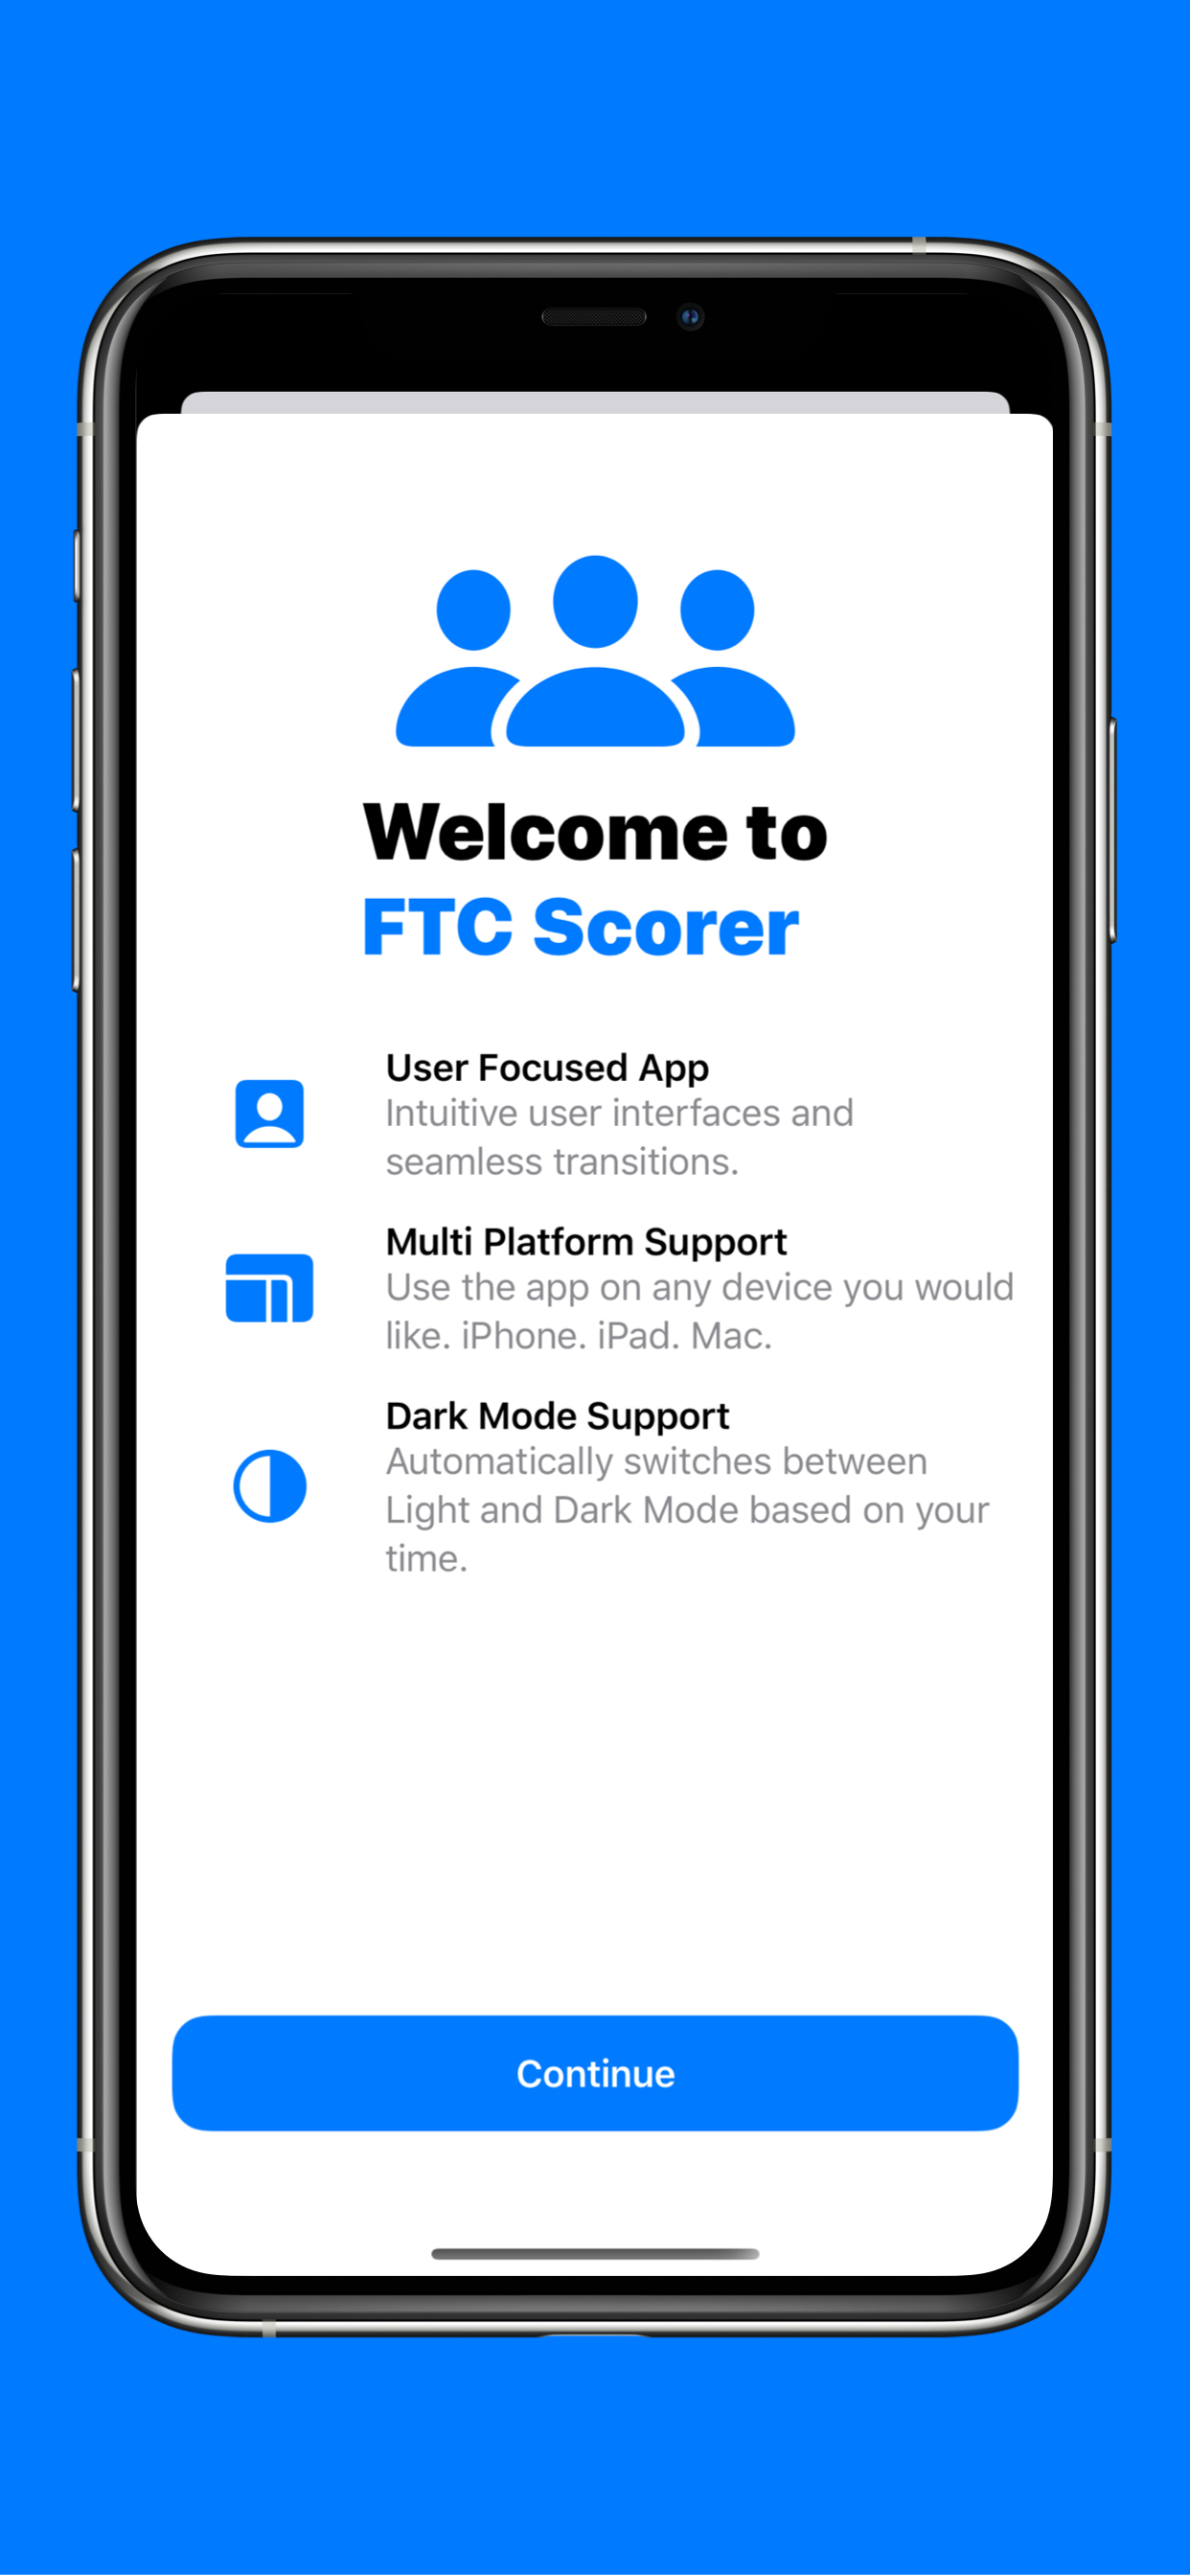 Welcome to
FTC Scorer
User Focused App
Intuitive user interfaces and
seamless transitions.
Multi Platform Support
Use the app on any device you would
like. iPhone. iPad. Mac.
Dark Mode Support
Automatically switches between
Light and Dark Mode based on your
time.
Continue